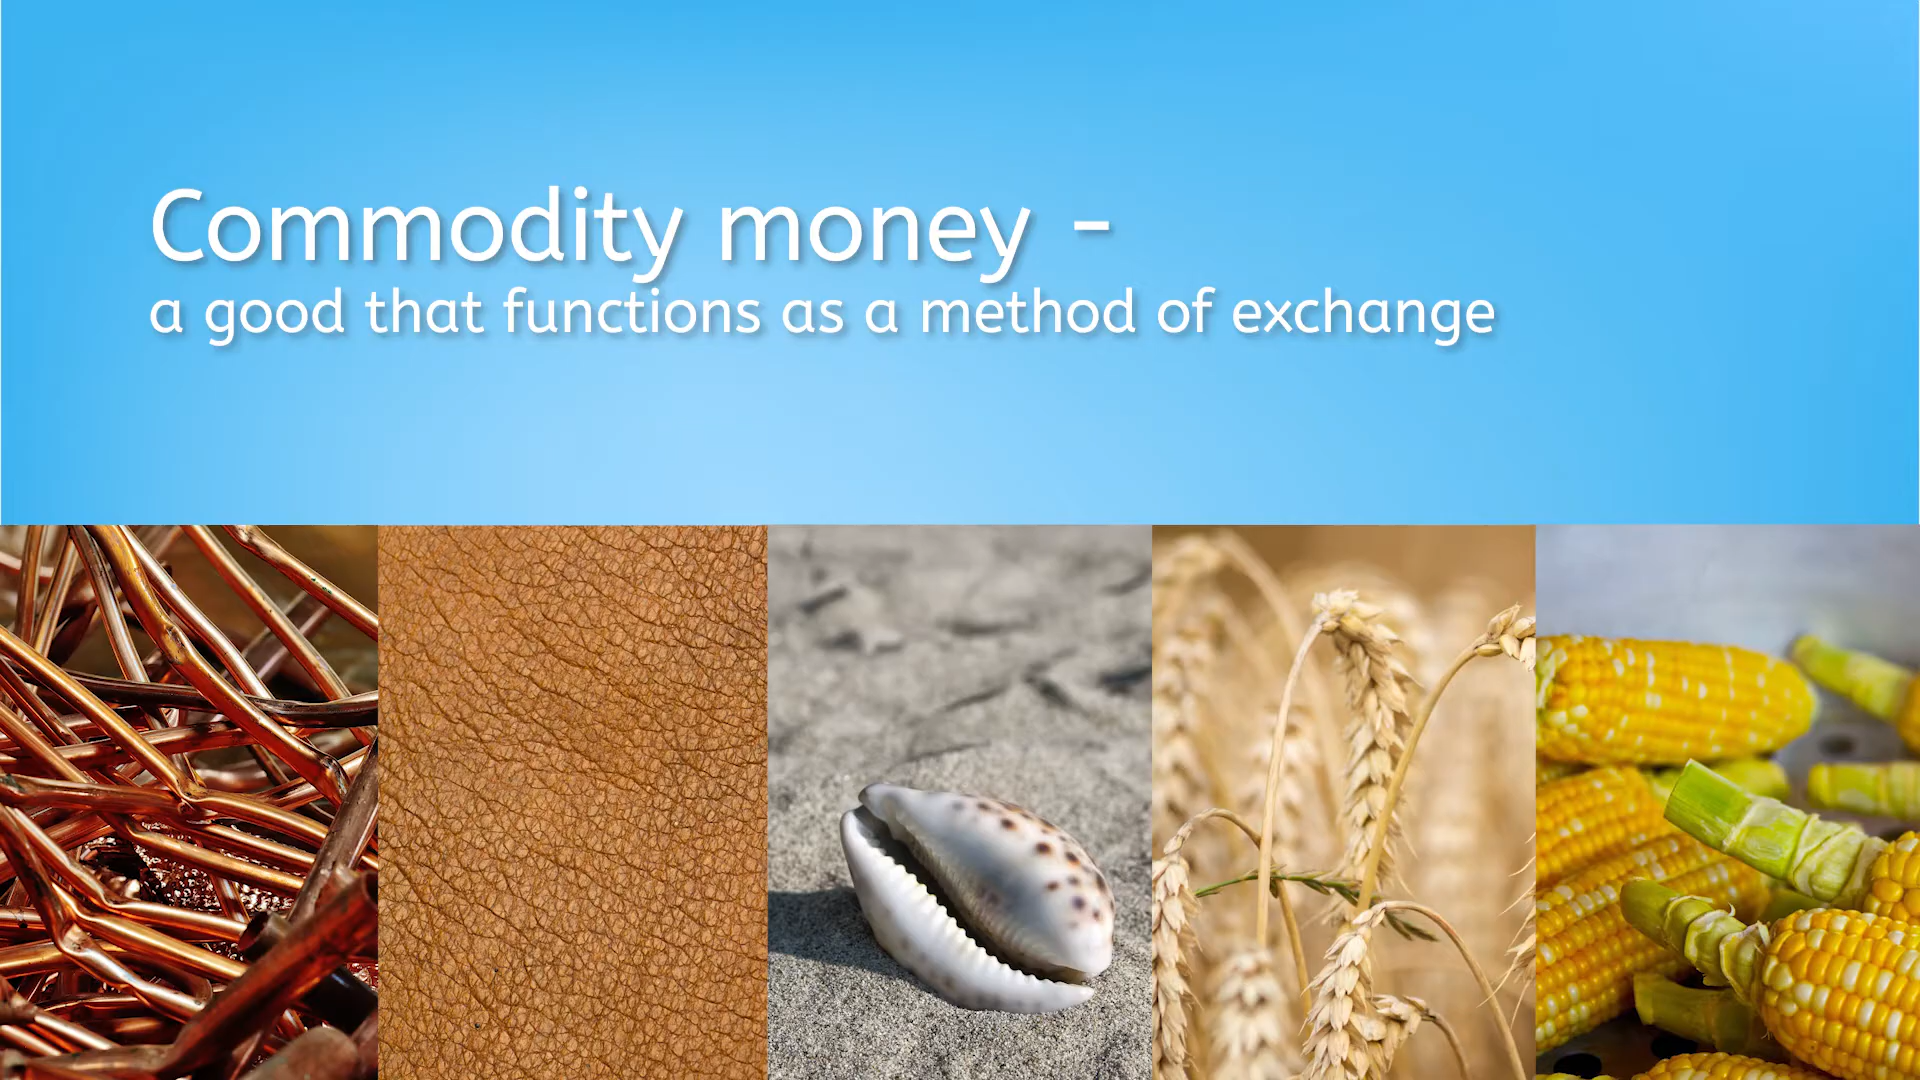 Commodity money -
a good that functions as a method of exchange